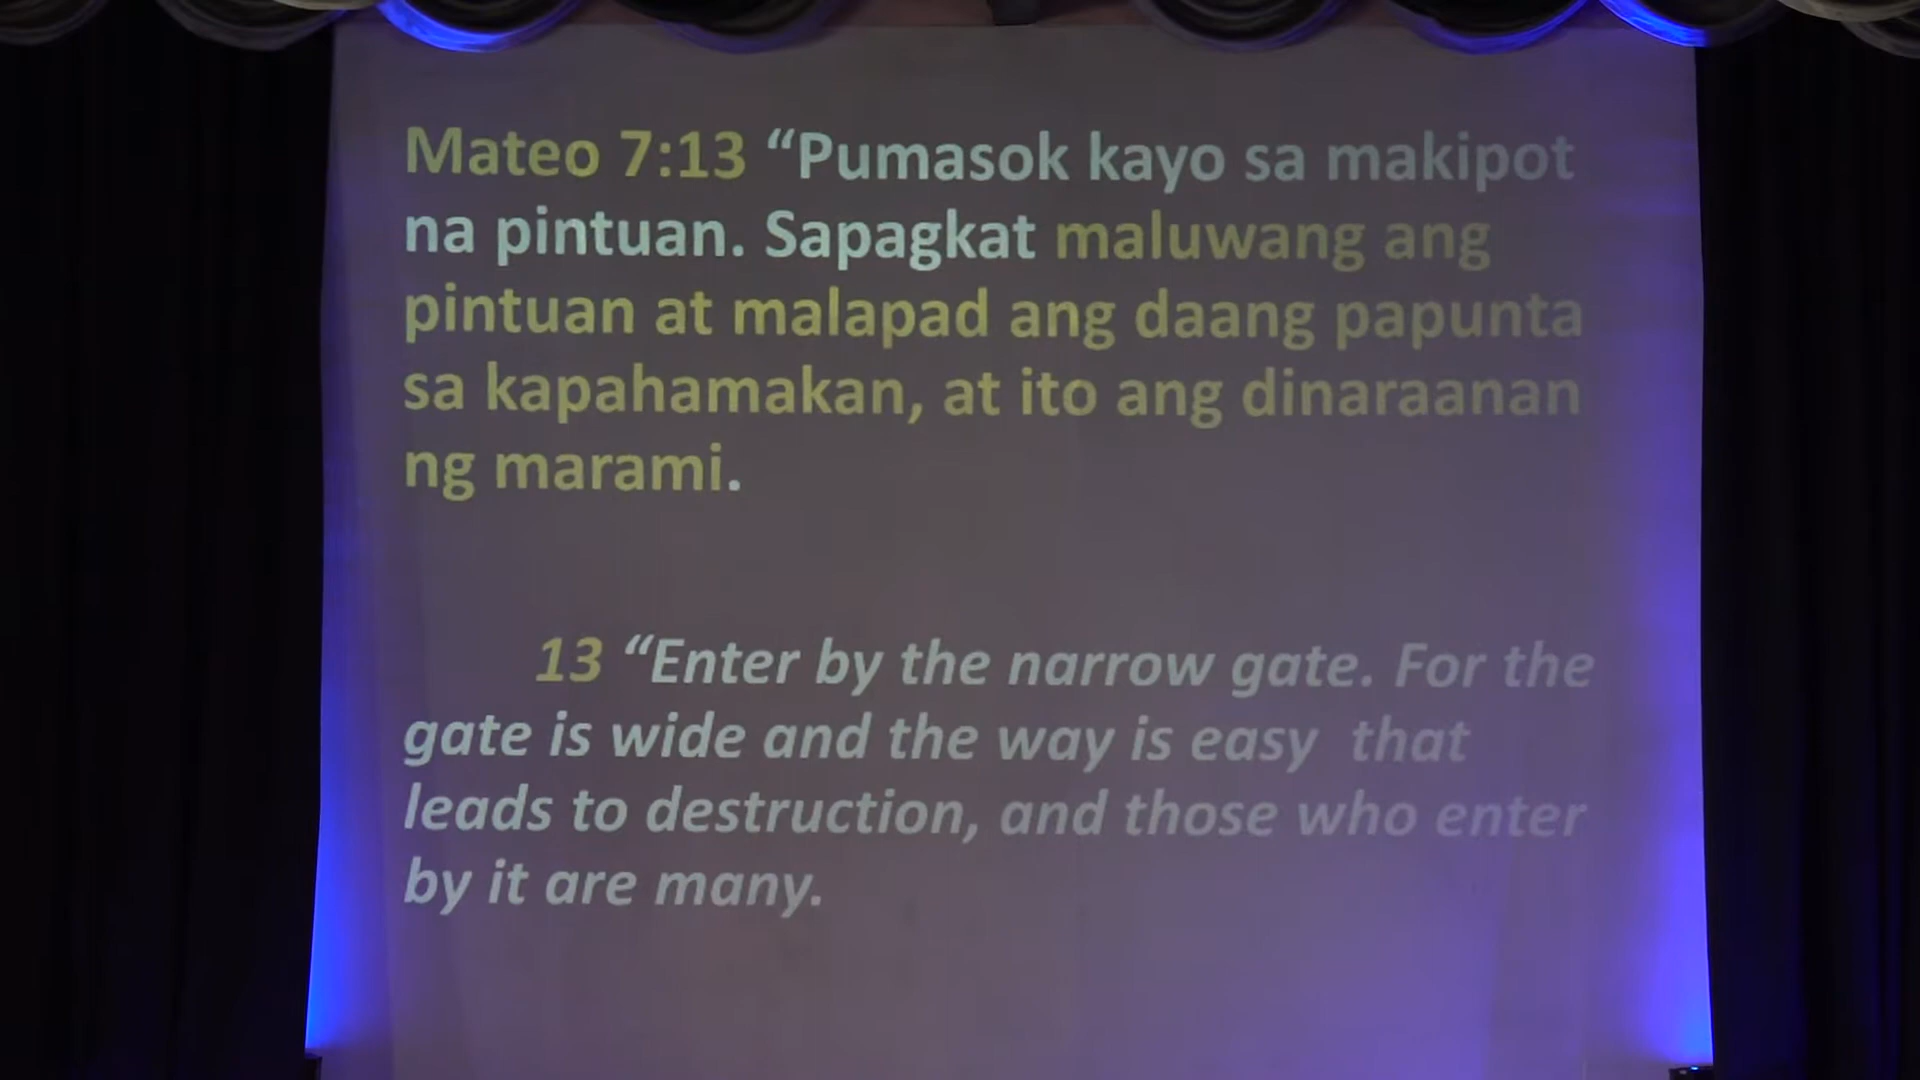 Mateo 7:13 “Pumasok kayo sa makipot
na pintuan. Sapagkat maluwang ang
pintuan at malapad ang daang papunta
sa kapahamakan, at ito ang dinaraanan
ng marami.
13 “Enter by the narrow gate. For the
gate is wide and the way is easy that
leads to destruction, and those who enter
by it are many.